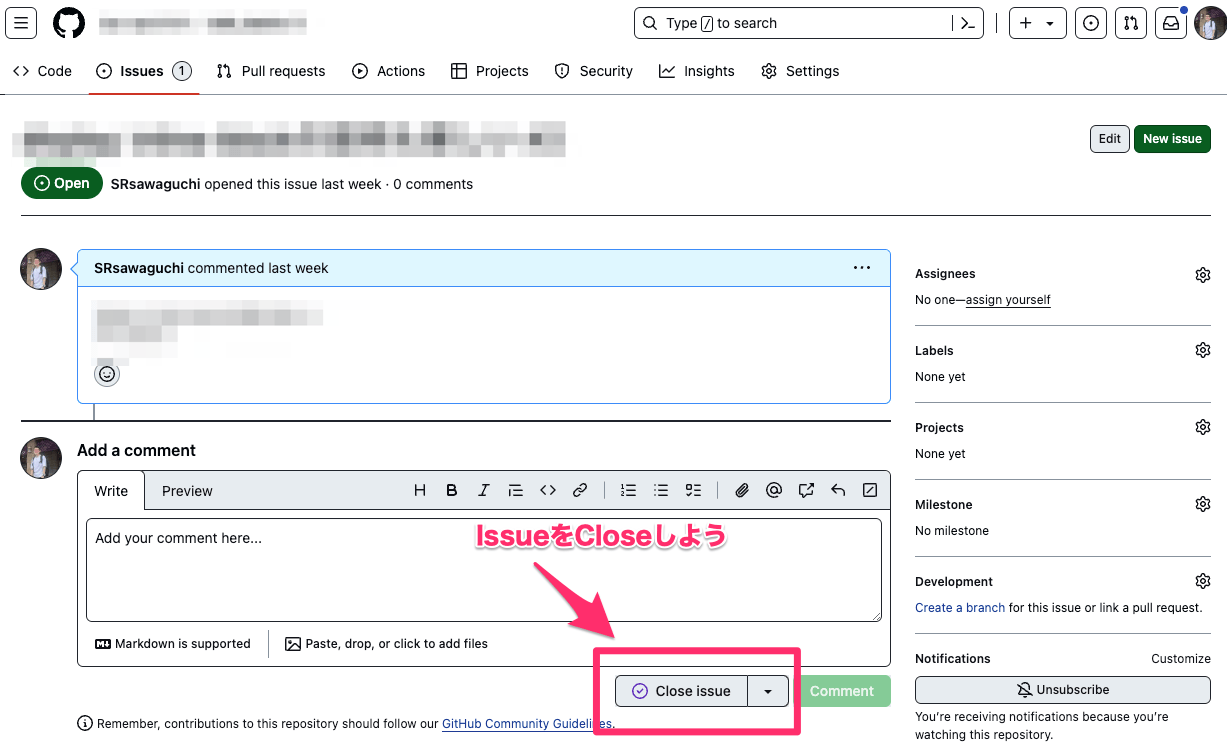 Type / to search
Code
Issues 1
Pull requests
Actions
Projects
Security
Insights
Settings
Edit
New issue
Open
SRsawaguchi opened this issue last week · 0 comments
SRsawaguchi commented last week
Assignees
No one—assign yourself
Labels
None yet
Projects
None yet
Milestone
No milestone
Development
Create a branch for this issue or link a pull request.
Notifications
Customize
Unsubscribe
You're receiving notifications because you're
watching this repository.
Add a comment
Write
Preview
H B I
Add your comment here...
IssueをCloseしよう
Markdown is supported
Paste, drop, or click to add files
Close issue
Comment
Remember, contributions to this repository should follow our GitHub Community Guidelines.